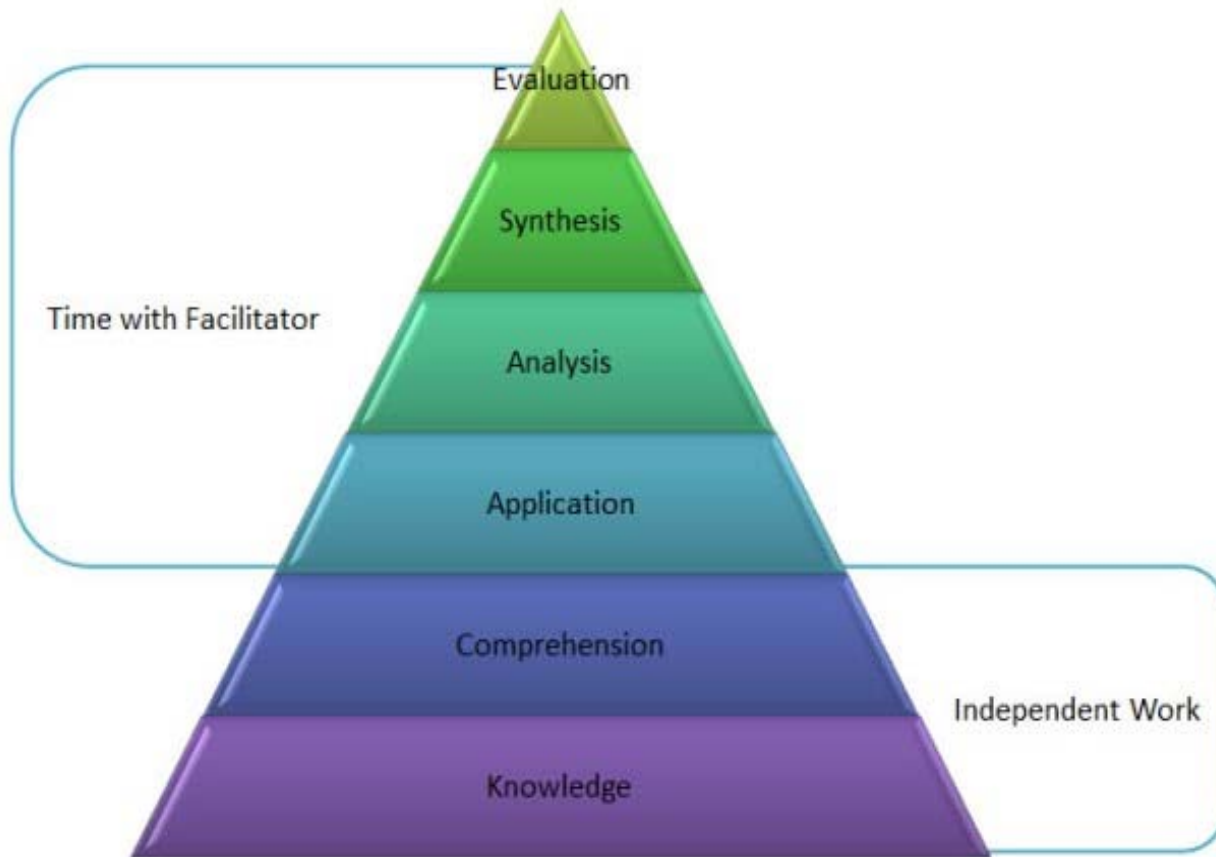 Evaluation
Synthesis
Time with Facilitator
Analysis
Application
Comprehension
Independent Work
Knowledge